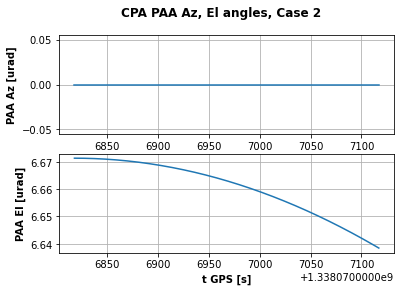 CPA PAA Az, El angles, Case 2
PAA Az [urad]
0.05
0.00
−0.05
6850 6900 6950 7000 7050 7100
PAA El [urad]
6.67
6.66
6.65
6.64
6850 6900 6950 7000 7050 7100
t GPS [s]
+1.3380700000e9